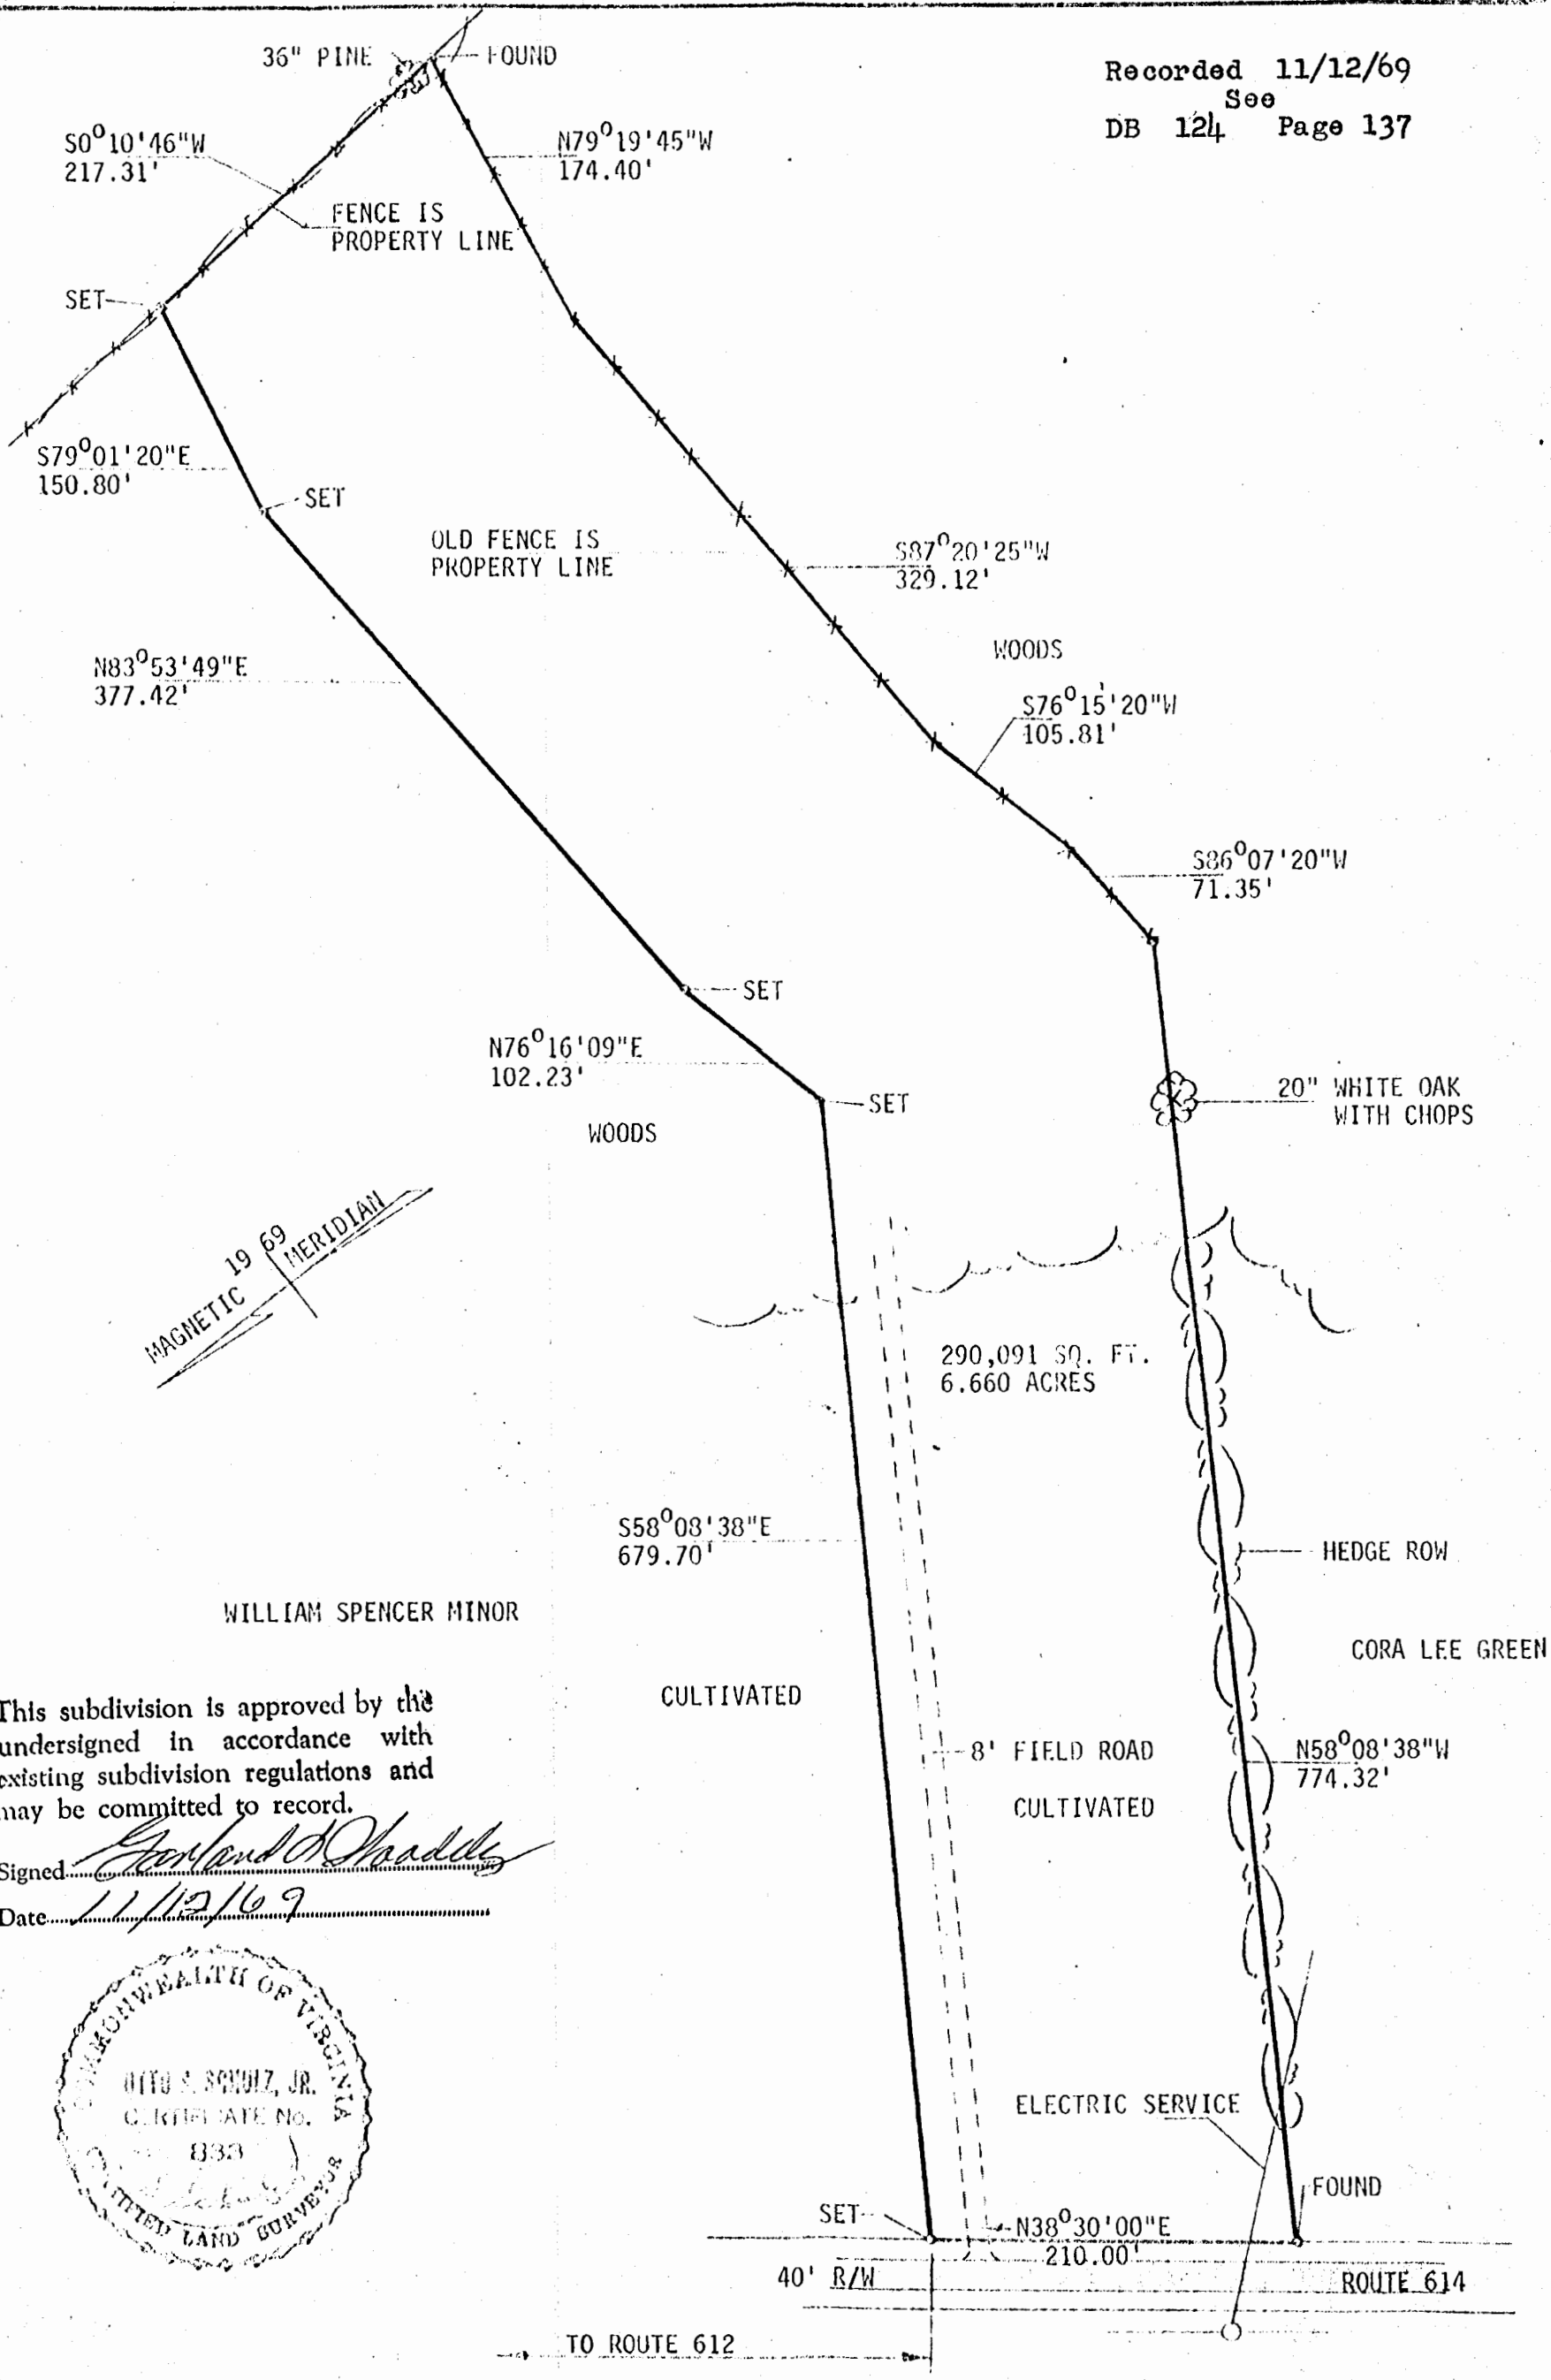 36" PINE
FOUND
Recorded 11/12/69
See
DB 124 Page 137
S0°10'46"W
217.31'
N79°19'45"W
174.40'
FENCE IS
PROPERTY LINE
SET
S79°01'20"E
150.80'
SET
OLD FENCE IS
PROPERTY LINE
S87°20'25"W
329.12'
WOODS
N83°53'49"E
377.42'
S76°15'20"W
105.81'
S86°07'20"W
71.35'
SET
N76°16'09"E
102.23'
SET
20" WHITE OAK
WITH CHOPS
WOODS
1969
MAGNETIC MERIDIAN
290,091 SQ. FT.
6.660 ACRES
S58°08'38"E
679.70'
HEDGE ROW
WILLIAM SPENCER MINOR
CORA LEE GREEN
This subdivision is approved by the
undersigned in accordance with
existing subdivision regulations and
may be committed to record.
Signed
Date 11/12/69
CULTIVATED
8' FIELD ROAD
N58°08'38"W
774.32'
CULTIVATED
COMMONWEALTH OF VIRGINIA
OTTO SCHULZ, JR.
CERTIFICATE No.
833
CERTIFIED LAND SURVEYOR
ELECTRIC SERVICE
FOUND
SET
N38°30'00"E
210.00'
40' R/W
ROUTE 614
TO ROUTE 612